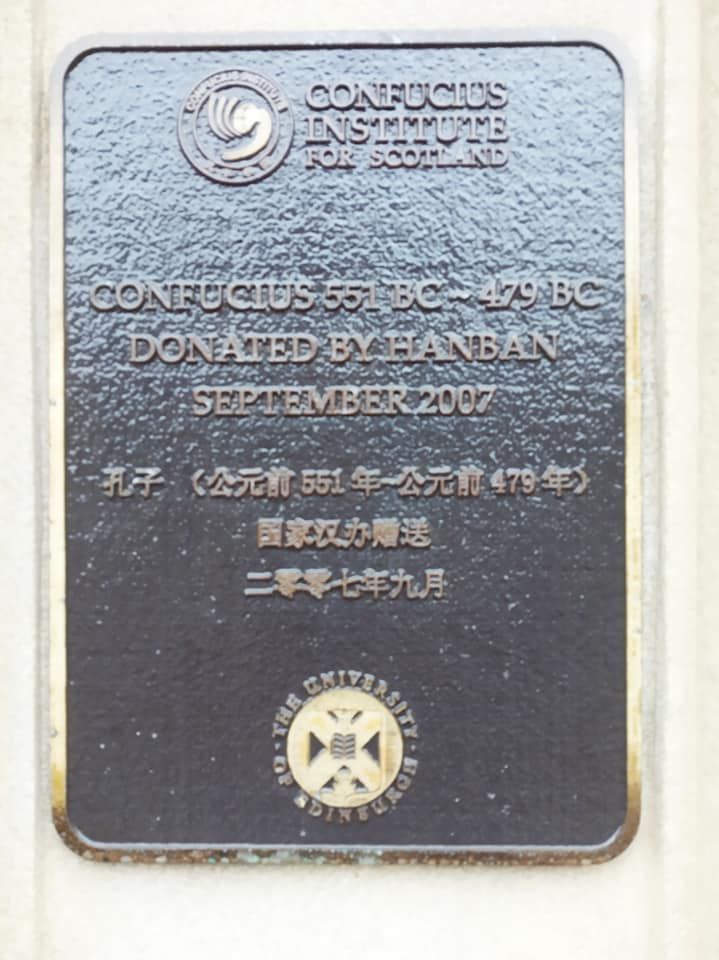 CONFUCIUS INSTITUTE
CONFUCIUS
INSTITUTE
FOR SCOTLAND
CONFUCIUS 551 BC ~ 479 BC
DONATED BY HANBAN
SEPTEMBER 2007
孔子 （公元前 551 年-公元前 479 年）
国家汉办赠送
二零零七年九月
THE UNIVERSITY
OF EDINBURGH